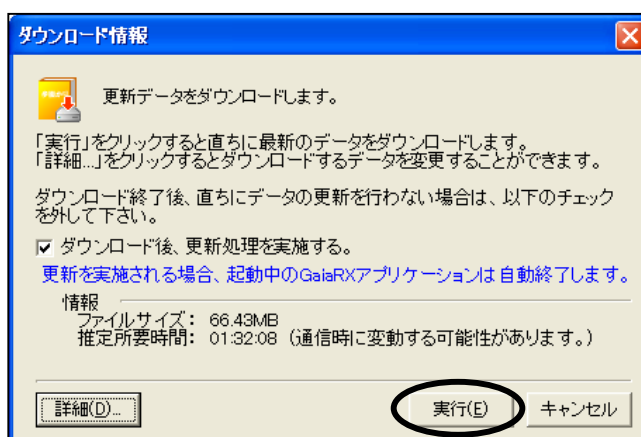 ダウンロード情報
更新データをダウンロードします。
「実行」をクリックすると直ちに最新のデータをダウンロードします。
「詳細...」をクリックするとダウンロードするデータを変更することができます。
ダウンロード終了後、直ちにデータの更新を行わない場合は、以下のチェック
を外して下さい。
ダウンロード後、更新処理を実施する。
更新を実施される場合、起動中のGaiaRXアプリケーションは自動終了します。
情報
ファイルサイズ： 66.43MB
推定所要時間： 01:32:08 （通信時に変動する可能性があります。）
詳細(D)... 実行(E) キャンセル